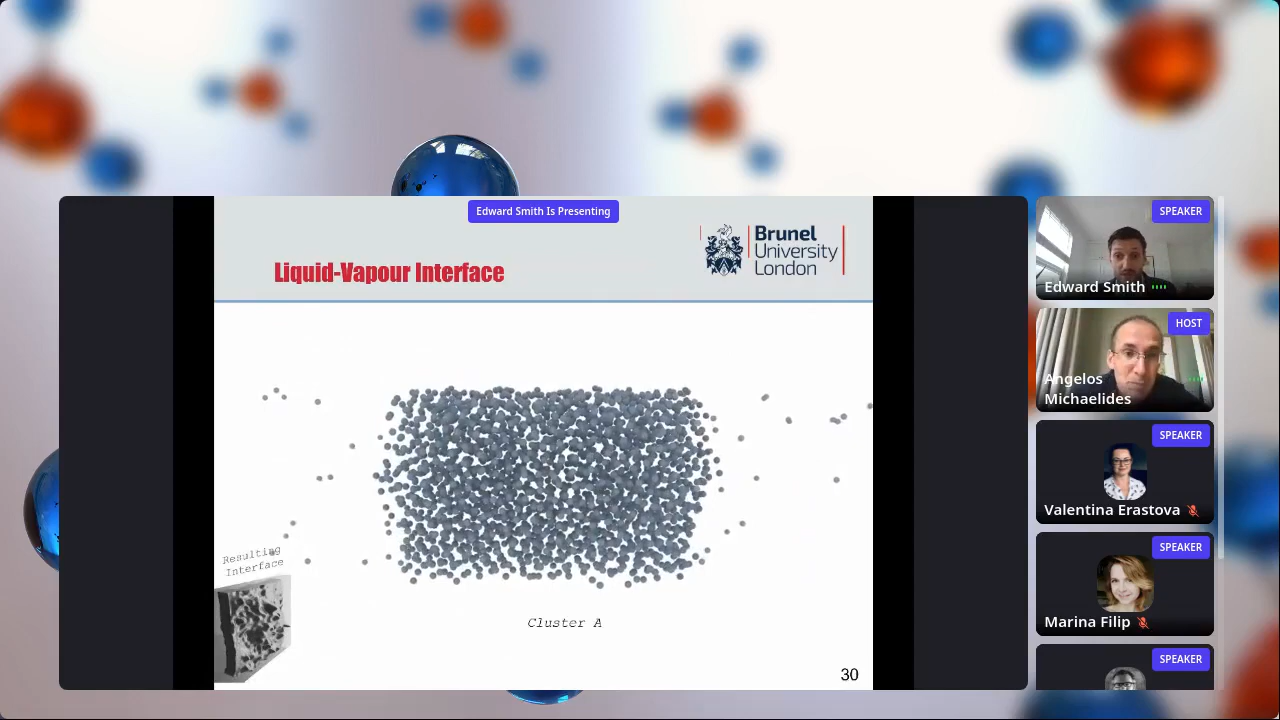 Edward Smith Is Presenting
Liquid-Vapour Interface
Brunel
University
London
Resulting
Interface
Cluster A
30
SPEAKER
Edward Smith
HOST
Angelos
Michaelides
SPEAKER
Valentina Erastova
SPEAKER
Marina Filip
SPEAKER